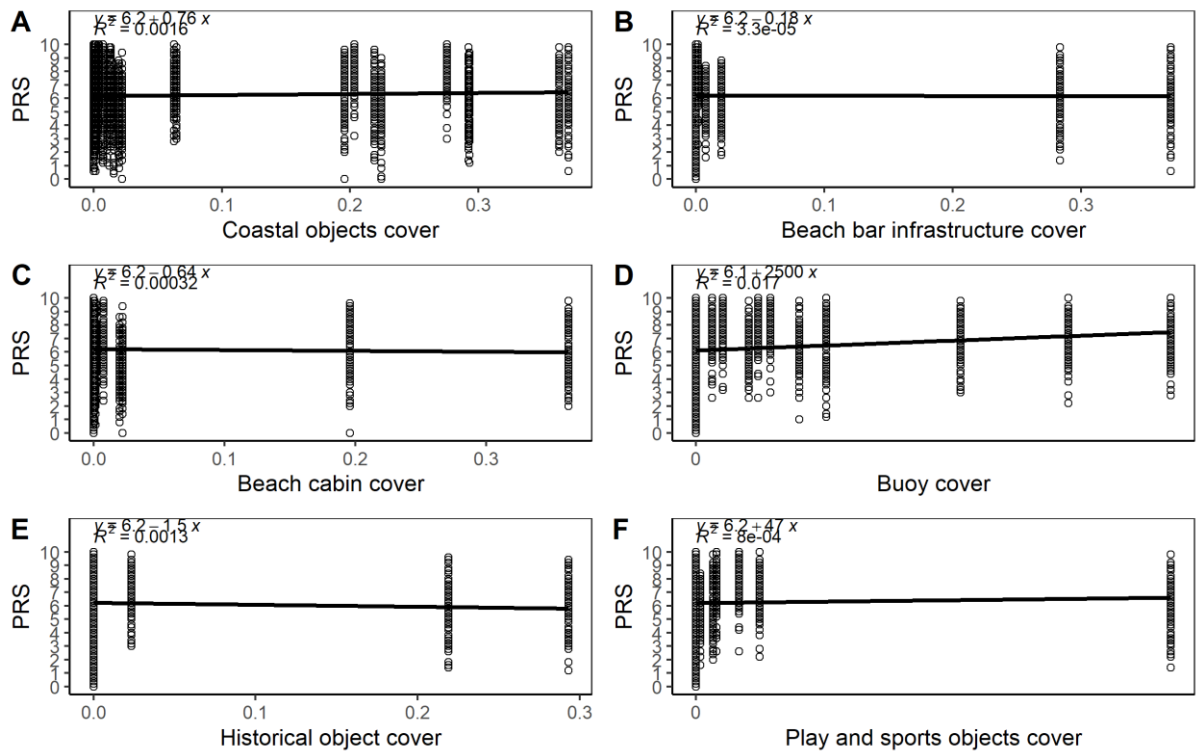 A
y = 6.2 + 0.76 x
R² = 0.0016
PRS
10
9
8
7
6
5
4
3
2
1
0
0.0 0.1 0.2 0.3
Coastal objects cover
B
y = 6.2 − 0.18 x
R² = 3.3e-05
PRS
10
9
8
7
6
5
4
3
2
1
0
0.0 0.1 0.2 0.3
Beach bar infrastructure cover
C
y = 6.2 − 0.64 x
R² = 0.00032
PRS
10
9
8
7
6
5
4
3
2
1
0
0.0 0.1 0.2 0.3
Beach cabin cover
D
y = 6.1 + 2500 x
R² = 0.017
PRS
10
9
8
7
6
5
4
3
2
1
0
0
Buoy cover
E
y = 6.2 − 1.5 x
R² = 0.0013
PRS
10
9
8
7
6
5
4
3
2
1
0
0.0 0.1 0.2 0.3
Historical object cover
F
y = 6.2 + 47 x
R² = 8e-04
PRS
10
9
8
7
6
5
4
3
2
1
0
0
Play and sports objects cover